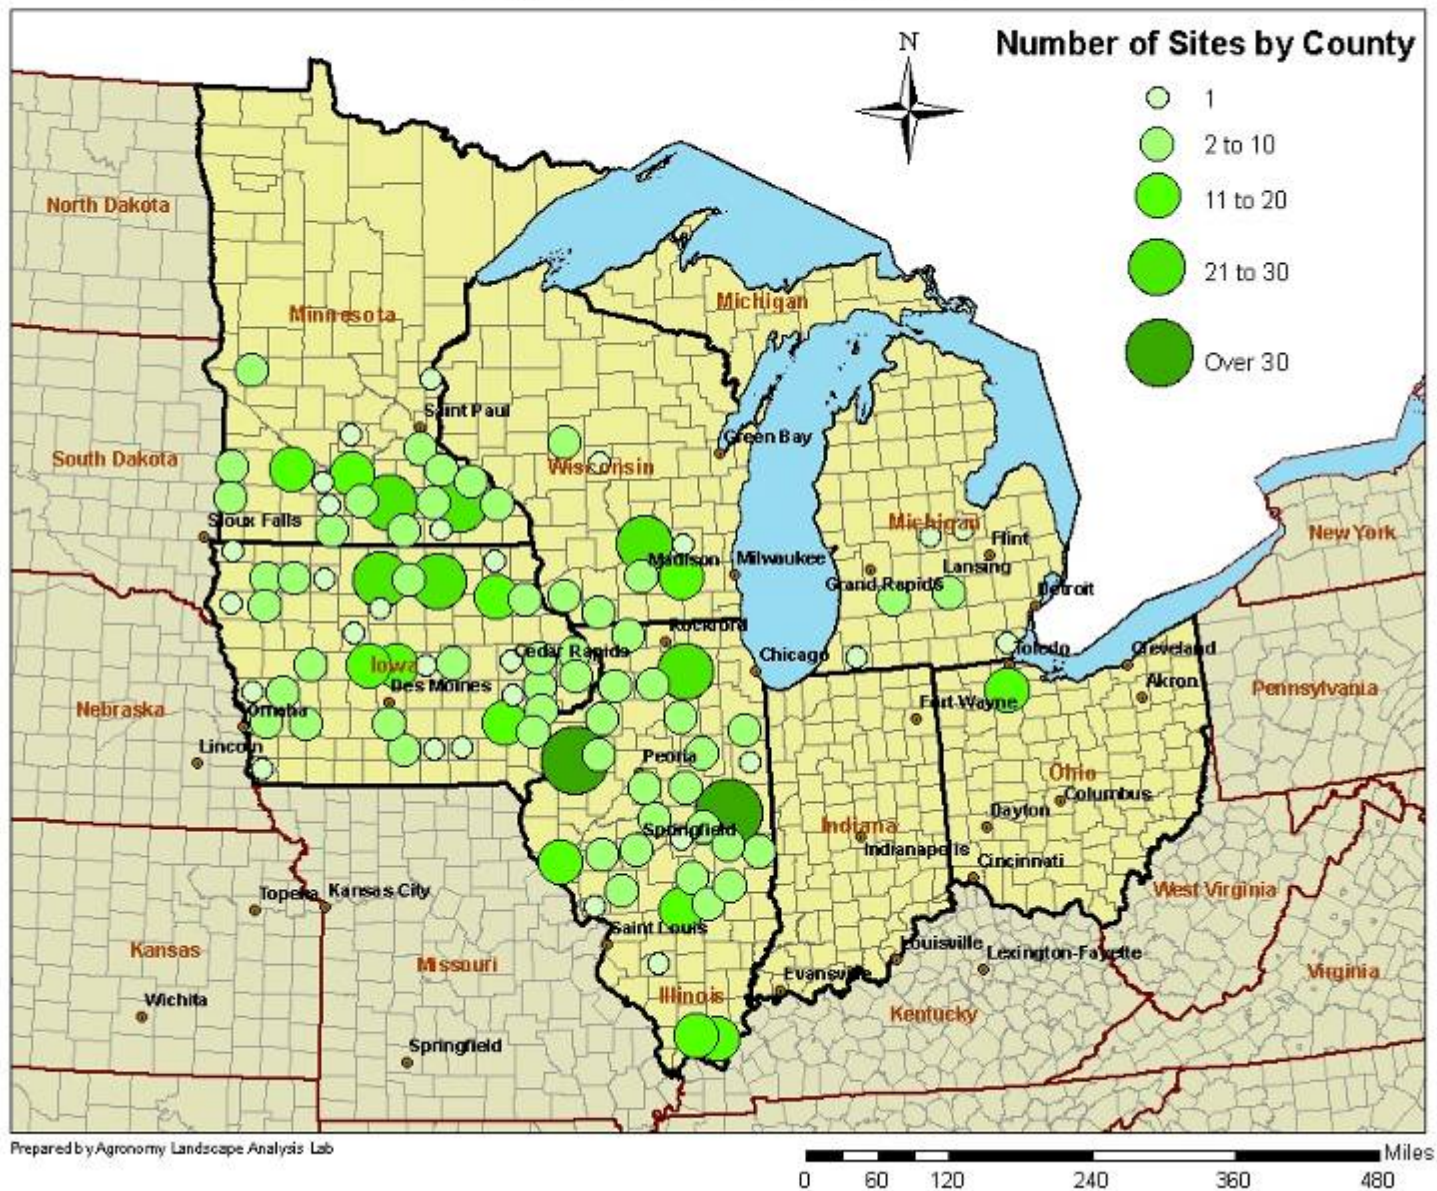 N
Number of Sites by County
1
2 to 10
11 to 20
21 to 30
Over 30
North Dakota
Minnesota
Michigan
Saint Paul
Green Bay
South Dakota
Wisconsin
Sioux Falls
Michigan
Flint
New York
Madison
Milwaukee
Lansing
Grand Rapids
Detroit
Rockford
Cedar Rapids
Chicago
Toledo
Cleveland
Iowa
Des Moines
Akron
Pennsylvania
Nebraska
Omaha
Fort Wayne
Lincoln
Peoria
Ohio
Columbus
Dayton
Springfield
Indiana
Indianapolis
Cincinnati
Topeka
Kansas City
West Virginia
Saint Louis
Kansas
Missouri
Louisville
Lexington-Fayette
Evansville
Virginia
Wichita
Illinois
Kentucky
Springfield
Prepared by Agronomy Landscape Analysis Lab
Miles
0 60 120 240 360 480